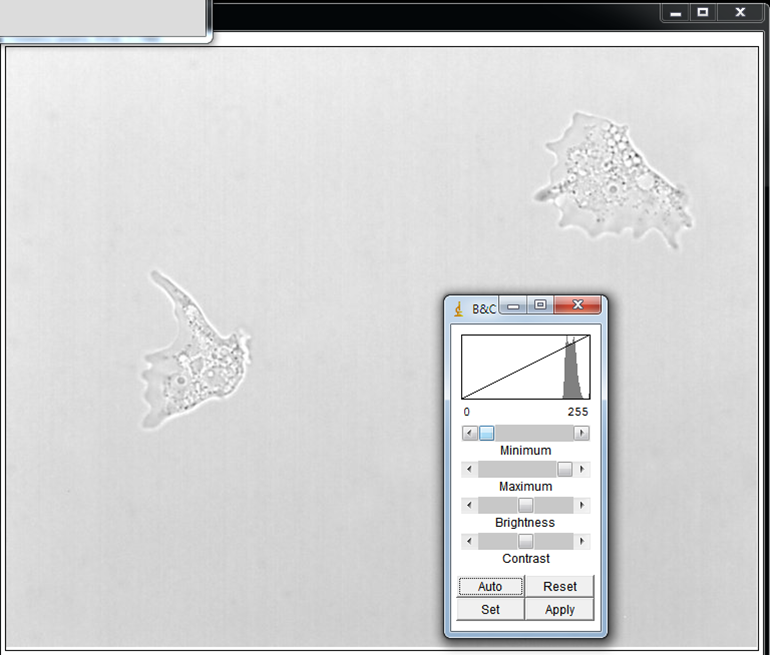 B&C
0 255
Minimum
Maximum
Brightness
Contrast
Auto Reset
Set Apply